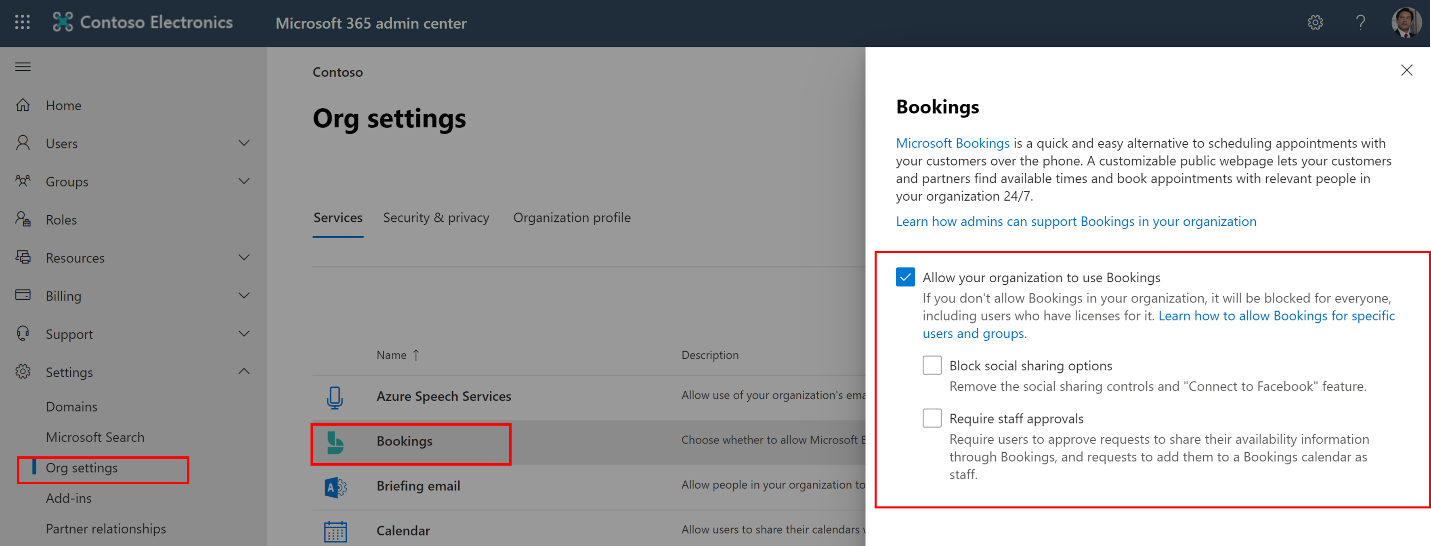 Contoso Electronics
Microsoft 365 admin center
Home
Users
Groups
Roles
Resources
Billing
Support
Settings
Domains
Microsoft Search
Org settings
Add-ins
Partner relationships
Contoso
Org settings
Services Security & privacy Organization profile
Name ↑ Description
Azure Speech Services Allow use of your organization's ema
Bookings Choose whether to allow Microsoft B
Briefing email Allow people in your organization to
Calendar Allow users to share their calendars
Bookings
Microsoft Bookings is a quick and easy alternative to scheduling appointments with
your customers over the phone. A customizable public webpage lets your customers
and partners find available times and book appointments with relevant people in
your organization 24/7.
Learn how admins can support Bookings in your organization
Allow your organization to use Bookings
If you don't allow Bookings in your organization, it will be blocked for everyone,
including users who have licenses for it. Learn how to allow Bookings for specific
users and groups.
Block social sharing options
Remove the social sharing controls and "Connect to Facebook" feature.
Require staff approvals
Require users to approve requests to share their availability information
through Bookings, and requests to add them to a Bookings calendar as
staff.